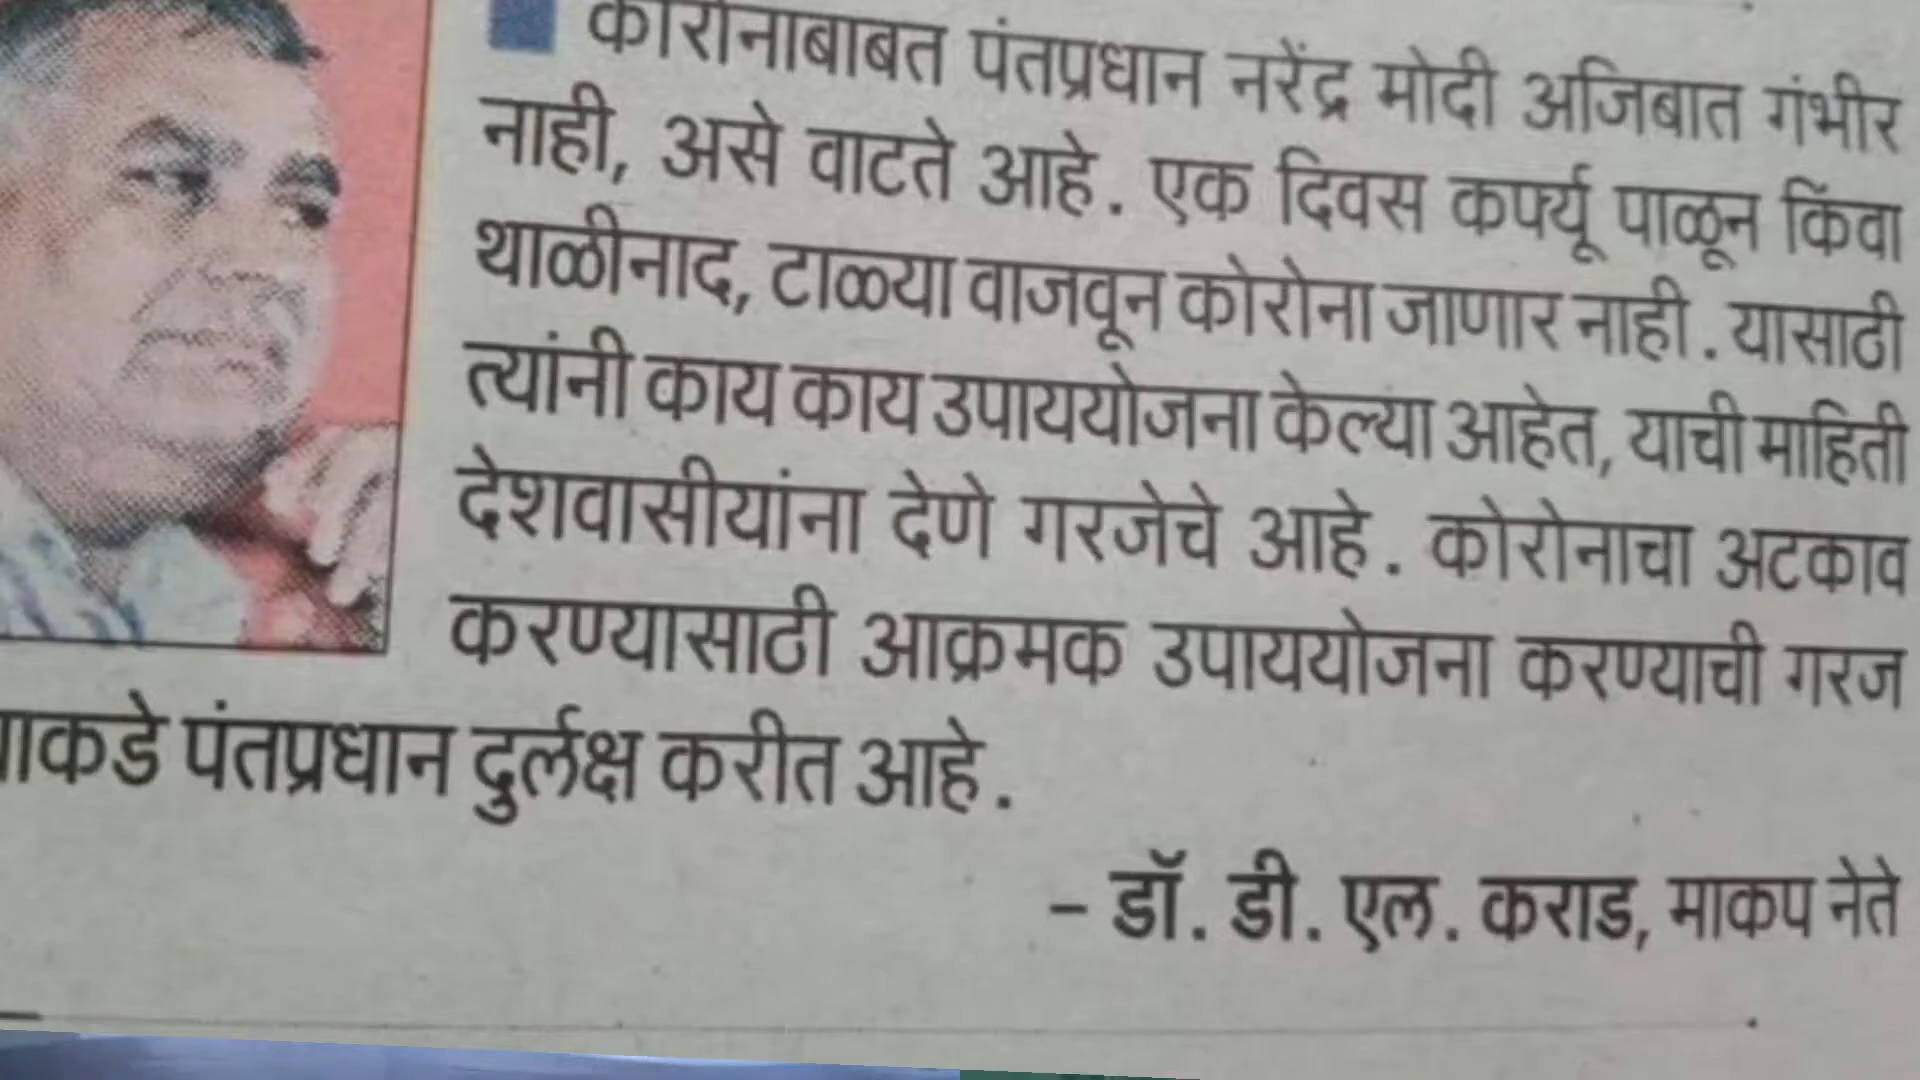 कोरोनाबाबत पंतप्रधान नरेंद्र मोदी अजिबात गंभीर
नाही, असे वाटते आहे. एक दिवस कर्फ्यू पाळून किंवा
थाळीनाद, टाळ्या वाजवून कोरोना जाणार नाही. यासाठी
त्यांनी काय काय उपाययोजना केल्या आहेत, याची माहिती
देशवासीयांना देणे गरजेचे आहे. कोरोनाचा अटकाव
करण्यासाठी आक्रमक उपाययोजना करण्याची गरज
पंतप्रधान दुर्लक्ष करीत आहे.
– डॉ. डी. एल. कराड, माकप नेते